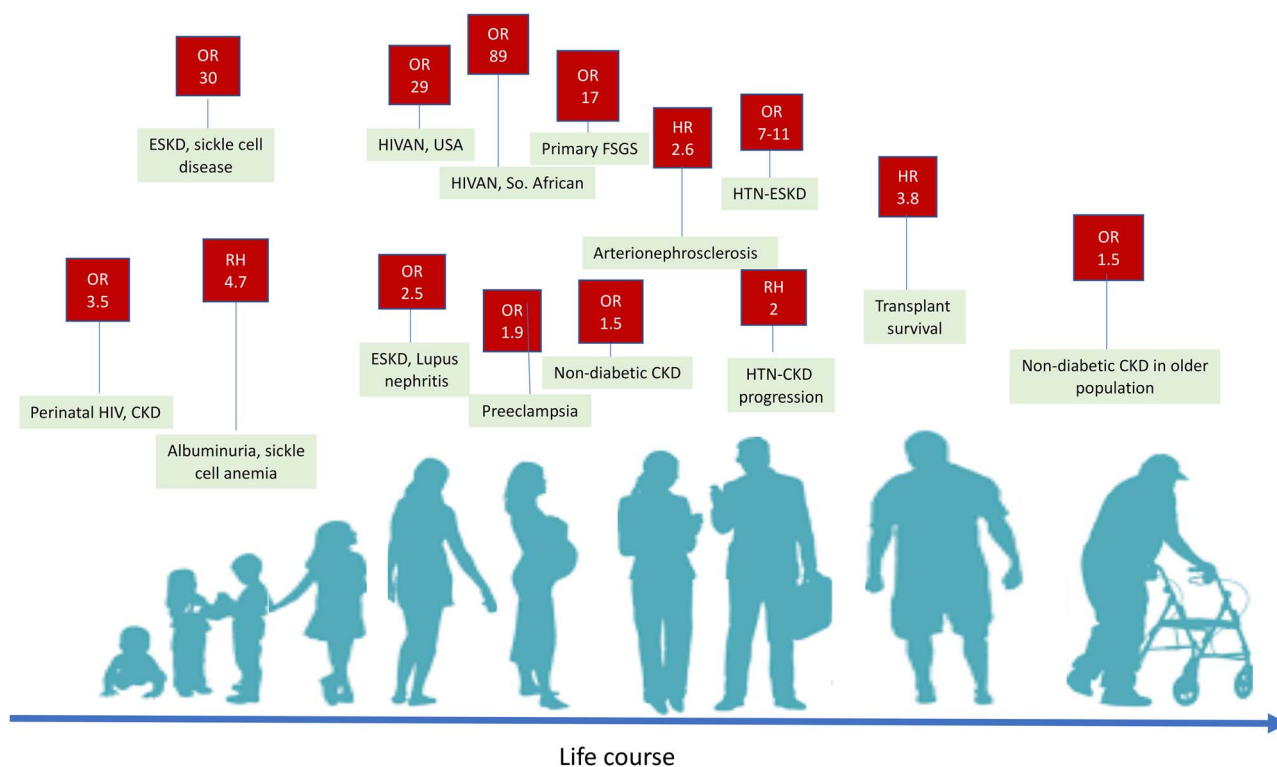 OR
30
ESKD, sickle cell
disease
OR
29
HIVAN, USA
OR
89
HIVAN, So. African
OR
17
Primary FSGS
HR
2.6
Arterionephrosclerosis
OR
7-11
HTN-ESKD
HR
3.8
Transplant
survival
OR
1.5
Non-diabetic CKD in older
population
OR
3.5
Perinatal HIV, CKD
RH
4.7
Albuminuria, sickle
cell anemia
OR
2.5
ESKD, Lupus
nephritis
OR
1.9
Preeclampsia
OR
1.5
Non-diabetic CKD
RH
2
HTN-CKD
progression
Life course